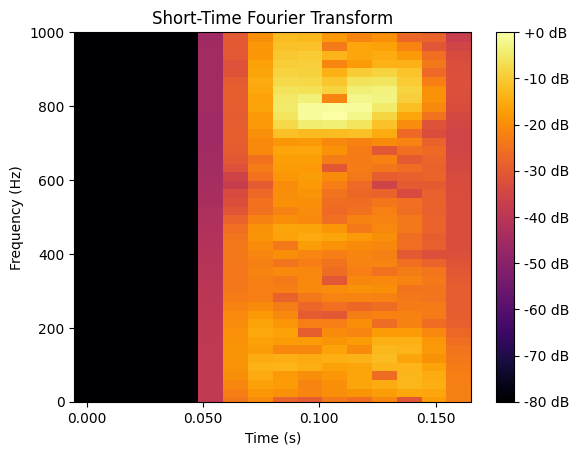 Short-Time Fourier Transform
1000
800
600
400
200
0
Frequency (Hz)
0.000
0.050
0.100
0.150
Time (s)
+0 dB
-10 dB
-20 dB
-30 dB
-40 dB
-50 dB
-60 dB
-70 dB
-80 dB